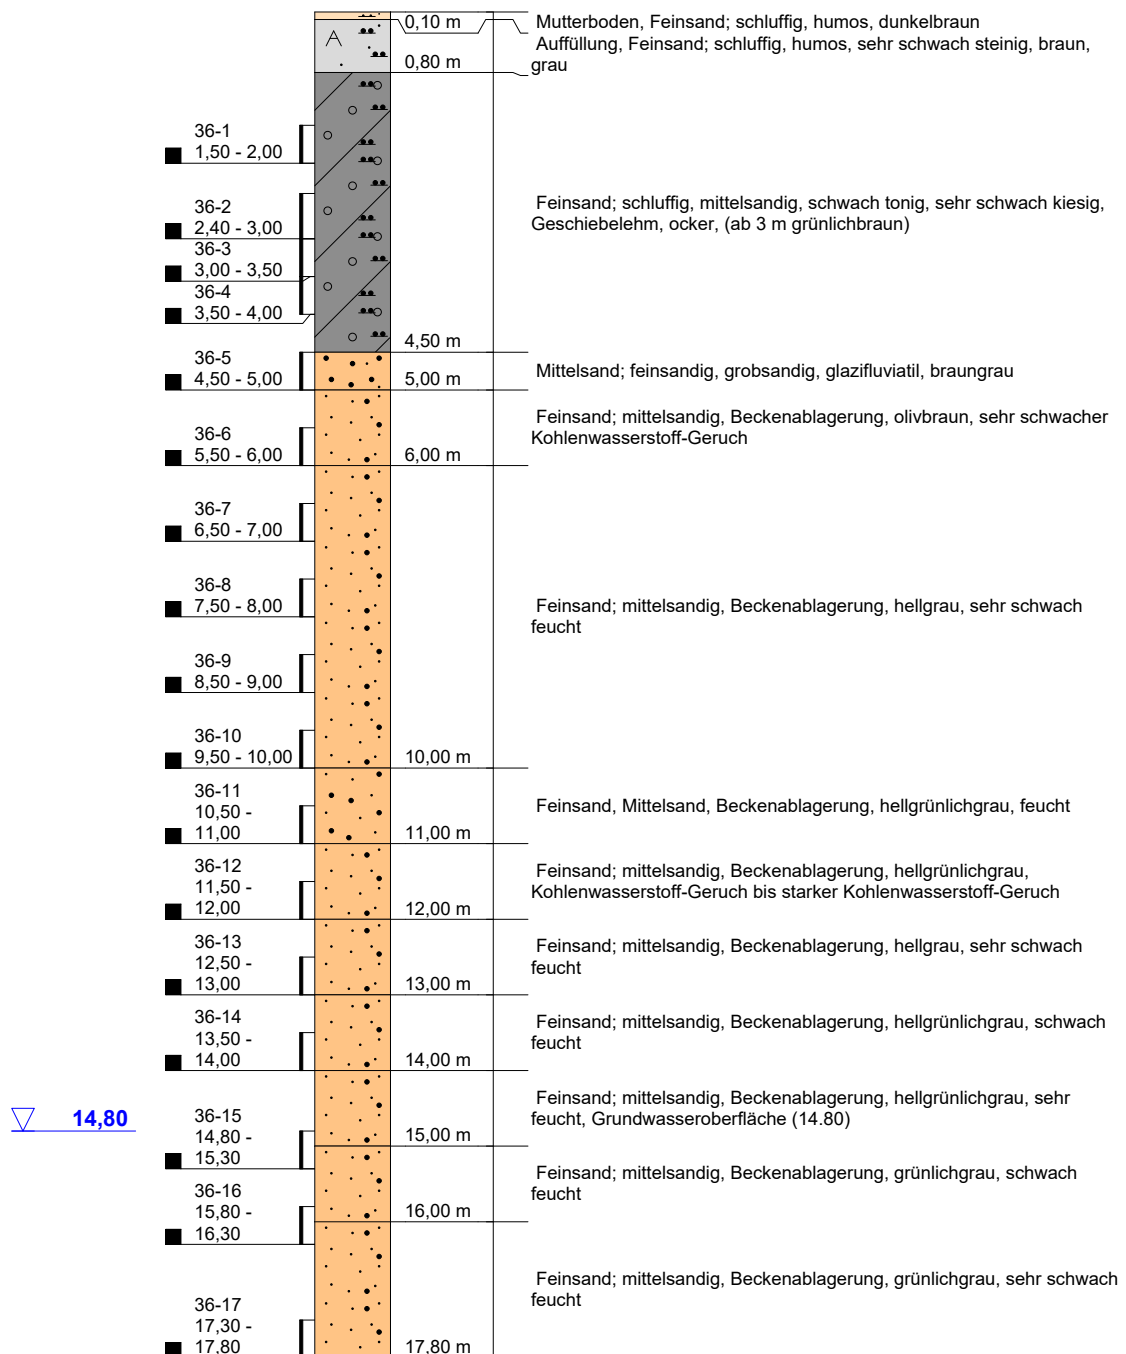 0,10 m
Mutterboden, Feinsand; schluffig, humos, dunkelbraun
A
Auffüllung, Feinsand; schluffig, humos, sehr schwach steinig, braun,
grau
0,80 m
36-1
1,50 - 2,00
36-2
2,40 - 3,00
36-3
3,00 - 3,50
36-4
3,50 - 4,00
Feinsand; schluffig, mittelsandig, schwach tonig, sehr schwach kiesig,
Geschiebelehm, ocker, (ab 3 m grünlichbraun)
4,50 m
36-5
4,50 - 5,00
5,00 m
Mittelsand; feinsandig, grobsandig, glazifluviatil, braungrau
36-6
5,50 - 6,00
6,00 m
Feinsand; mittelsandig, Beckenablagerung, olivbraun, sehr schwacher
Kohlenwasserstoff-Geruch
36-7
6,50 - 7,00
36-8
7,50 - 8,00
Feinsand; mittelsandig, Beckenablagerung, hellgrau, sehr schwach
feucht
36-9
8,50 - 9,00
36-10
9,50 - 10,00
10,00 m
36-11
10,50 -
11,00
11,00 m
Feinsand, Mittelsand, Beckenablagerung, hellgrünlichgrau, feucht
36-12
11,50 -
12,00
12,00 m
Feinsand; mittelsandig, Beckenablagerung, hellgrünlichgrau,
Kohlenwasserstoff-Geruch bis starker Kohlenwasserstoff-Geruch
36-13
12,50 -
13,00
13,00 m
Feinsand; mittelsandig, Beckenablagerung, hellgrau, sehr schwach
feucht
36-14
13,50 -
14,00
14,00 m
Feinsand; mittelsandig, Beckenablagerung, hellgrünlichgrau, schwach
feucht
14,80
36-15
14,80 -
15,30
15,00 m
Feinsand; mittelsandig, Beckenablagerung, hellgrünlichgrau, sehr
feucht, Grundwasseroberfläche (14.80)
36-16
15,80 -
16,30
16,00 m
Feinsand; mittelsandig, Beckenablagerung, grünlichgrau, schwach
feucht
36-17
17,30 -
17,80
17,80 m
Feinsand; mittelsandig, Beckenablagerung, grünlichgrau, sehr schwach
feucht